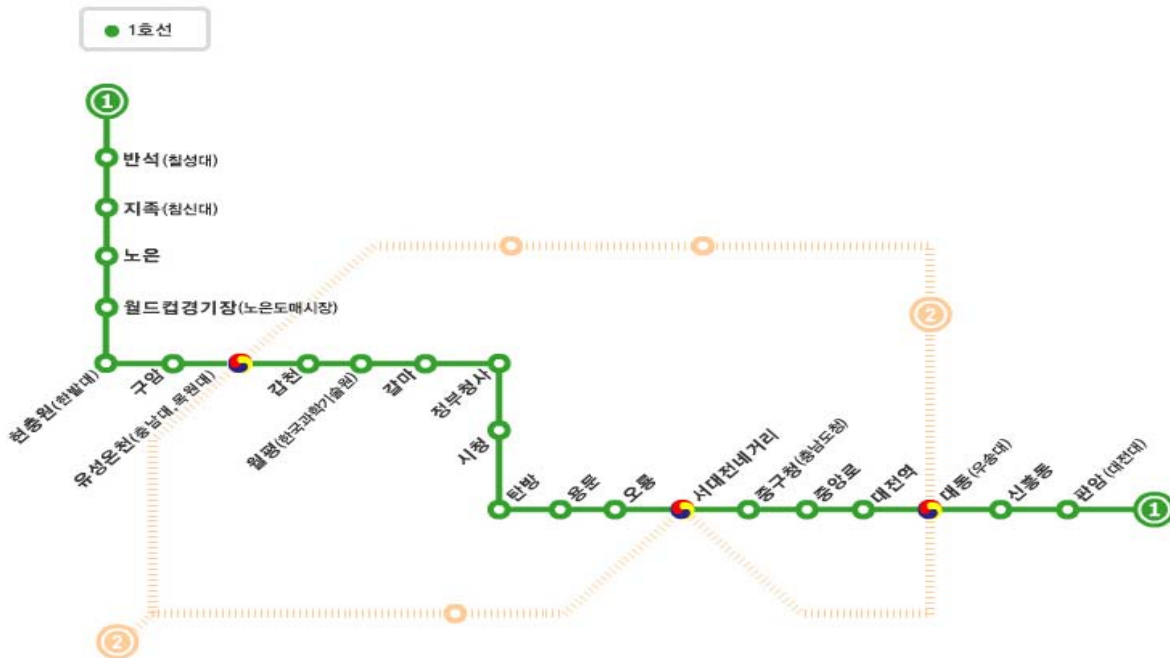 1호선
1
반석(칠성대)
지족(침신대)
노은
월드컵경기장(노은도매시장)
현충원(한밭대)
구암
유성온천(충남대,목원대)
갑천
월평(한국과학기술원)
갈마
정부청사
시청
탄방
용문
오룡
서대전네거리
중구청(충남도청)
중앙로
대전역
대동(우송대)
신흥동
판암(대전대)
1
2
2